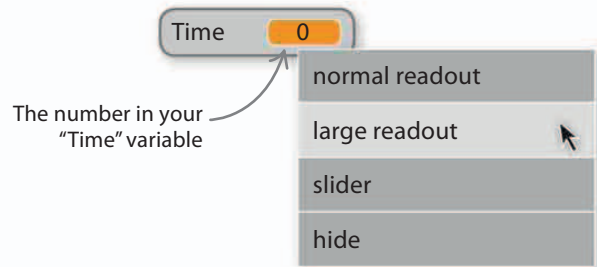 Time 0
normal readout
large readout
slider
hide
The number in your
“Time” variable